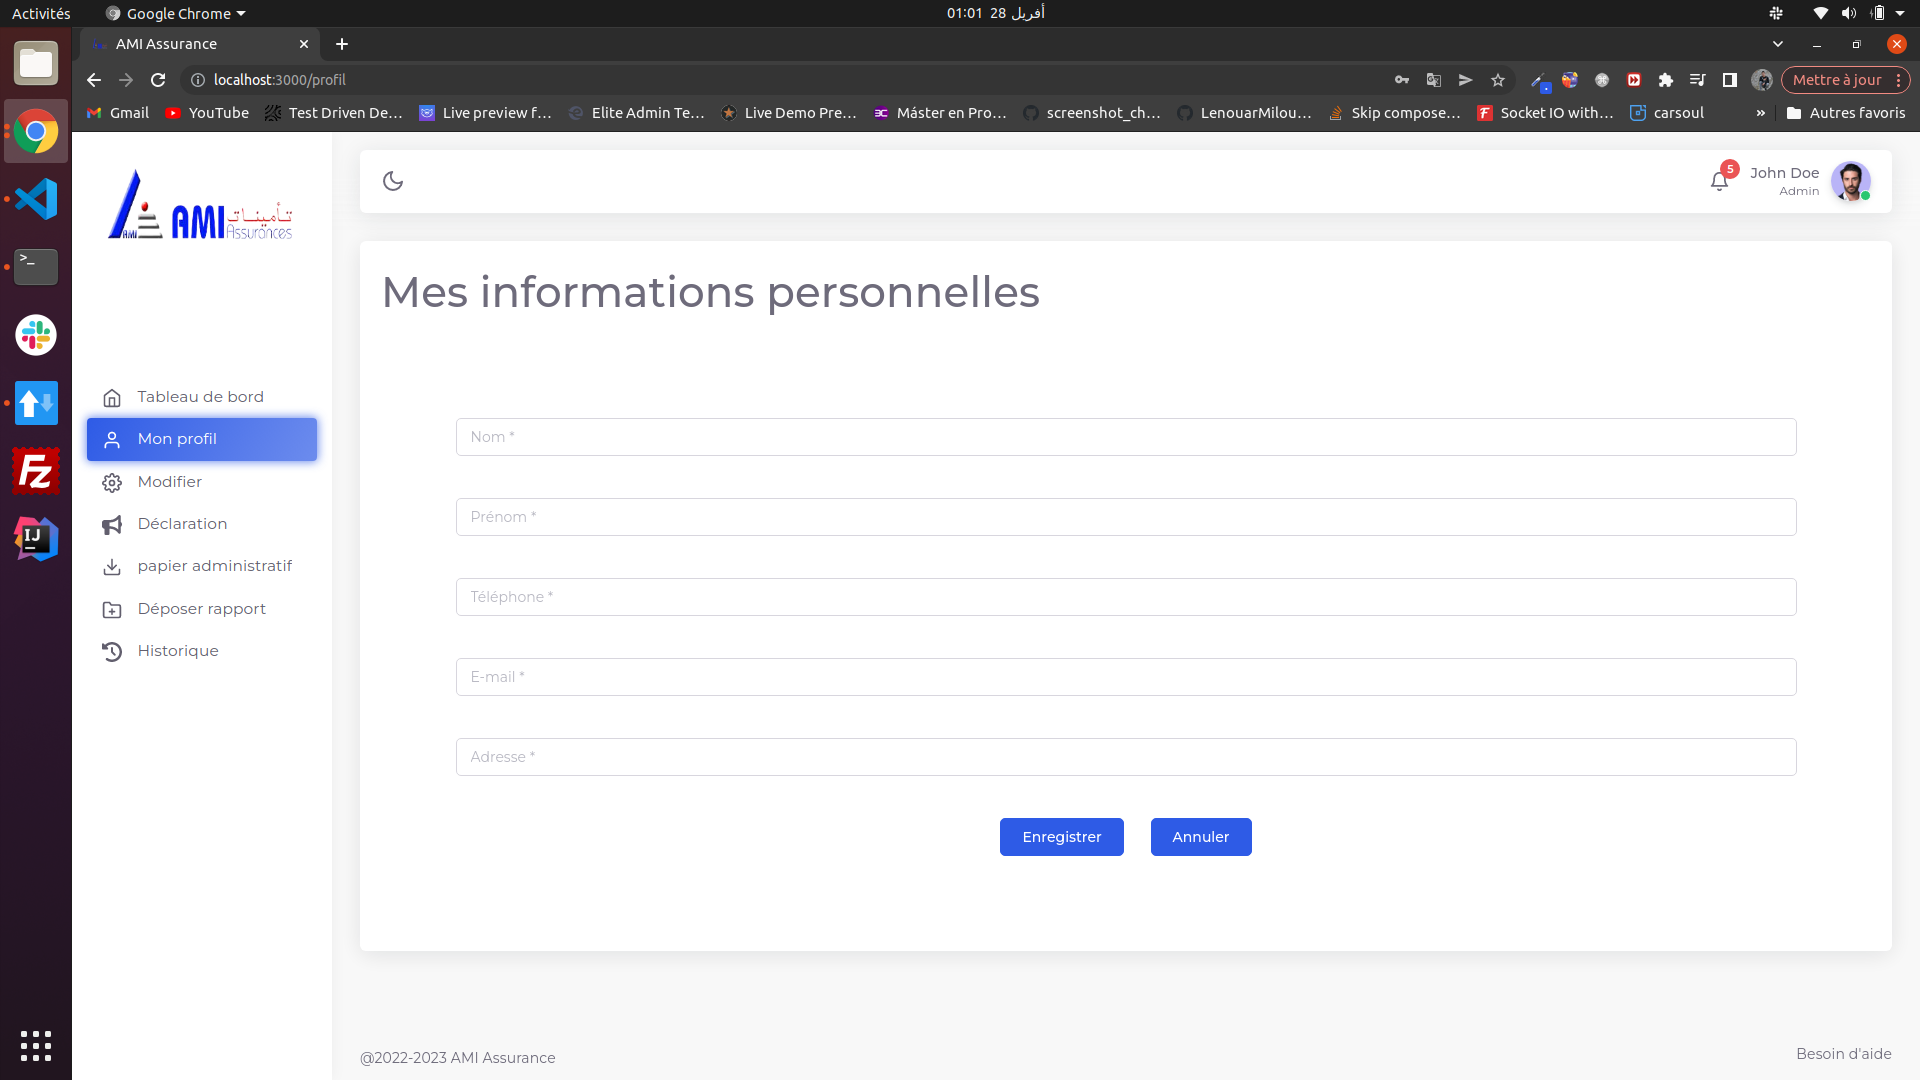 Activités
Google Chrome
01:01 28 أفريل
AMI Assurance
localhost:3000/profil
Mettre à jour
Gmail
YouTube
Test Driven De...
Live preview f...
Elite Admin Te...
Live Demo Pre...
Máster en Pro...
screenshot_ch...
LenouarMilou...
Skip compose...
Socket IO with...
carsoul
»
Autres favoris
AMI
AMI
تأمينات
Assurances
5
John Doe
Admin
Mes informations personnelles
Tableau de bord
Mon profil
Modifier
Déclaration
papier administratif
Déposer rapport
Historique
Nom *
Prénom *
Téléphone *
E-mail *
Adresse *
Enregistrer
Annuler
@2022-2023 AMI Assurance
Besoin d'aide
>_
Fz
IJ